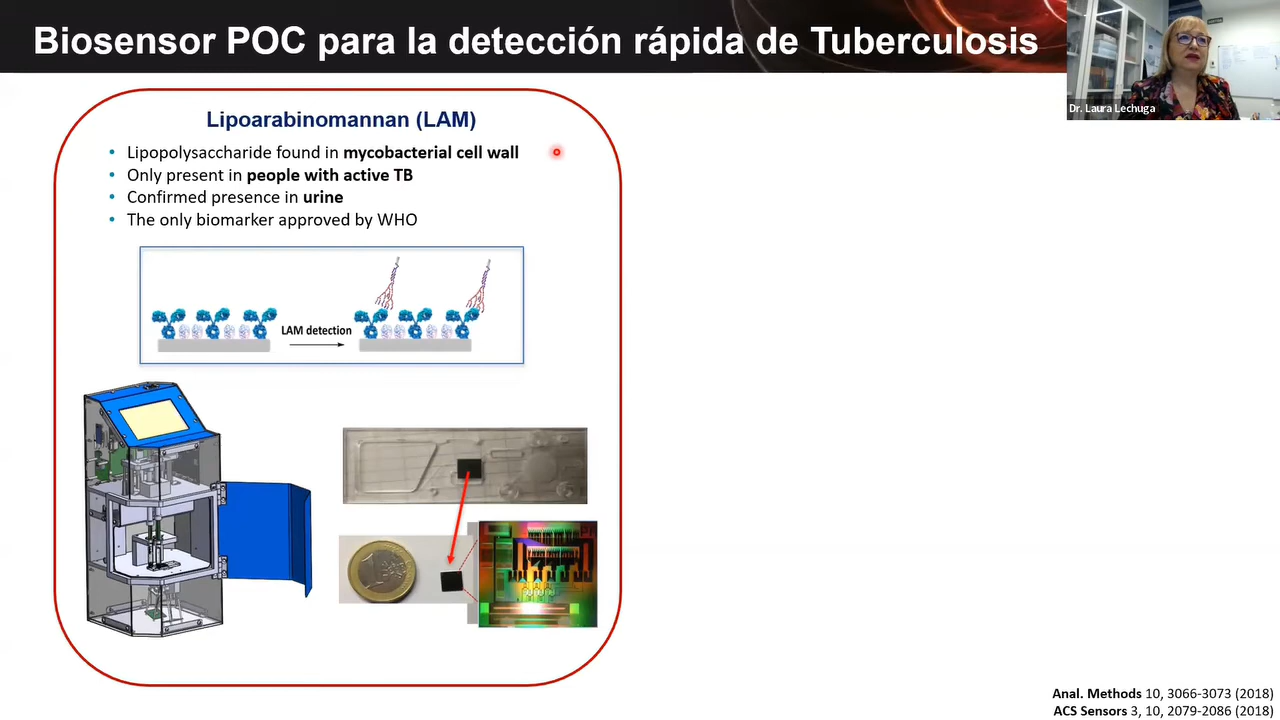 Biosensor POC para la detección rápida de Tuberculosis
Dr. Laura Lechuga
Lipoarabinomannan (LAM)
• Lipopolysaccharide found in mycobacterial cell wall
• Only present in people with active TB
• Confirmed presence in urine
• The only biomarker approved by WHO
LAM detection
1
Anal. Methods 10, 3066-3073 (2018)
ACS Sensors 3, 10, 2079-2086 (2018)